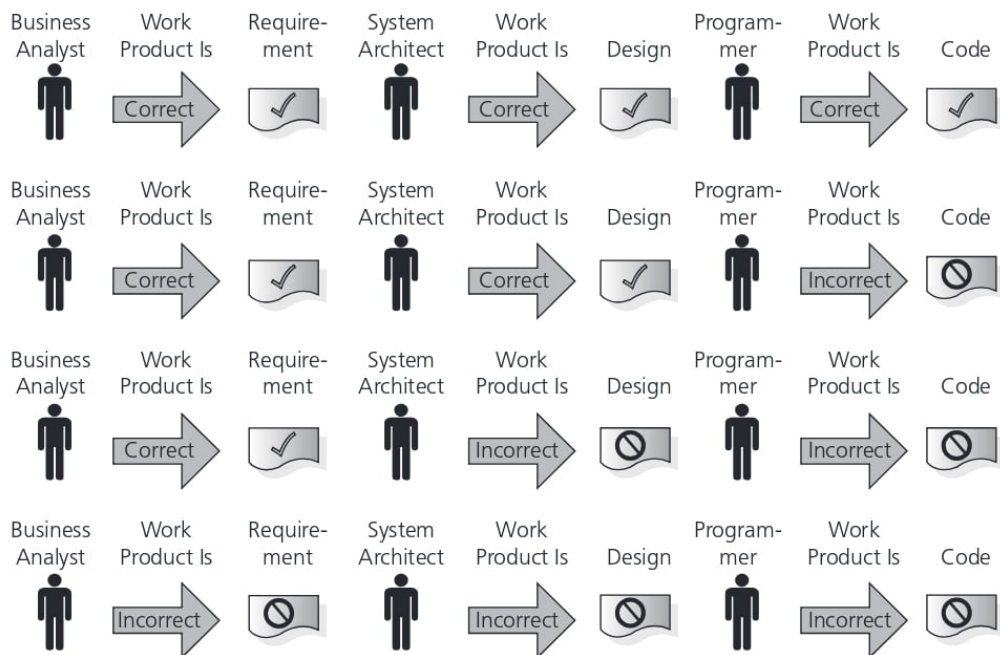 Business Work Require- System Work Program- Work
Analyst Product Is ment Architect Product Is Design mer Product Is Code
Correct Correct Correct
Business Work Require- System Work Program- Work
Analyst Product Is ment Architect Product Is Design mer Product Is Code
Correct Correct Incorrect
Business Work Require- System Work Program- Work
Analyst Product Is ment Architect Product Is Design mer Product Is Code
Correct Incorrect Incorrect
Business Work Require- System Work Program- Work
Analyst Product Is ment Architect Product Is Design mer Product Is Code
Incorrect Incorrect Incorrect